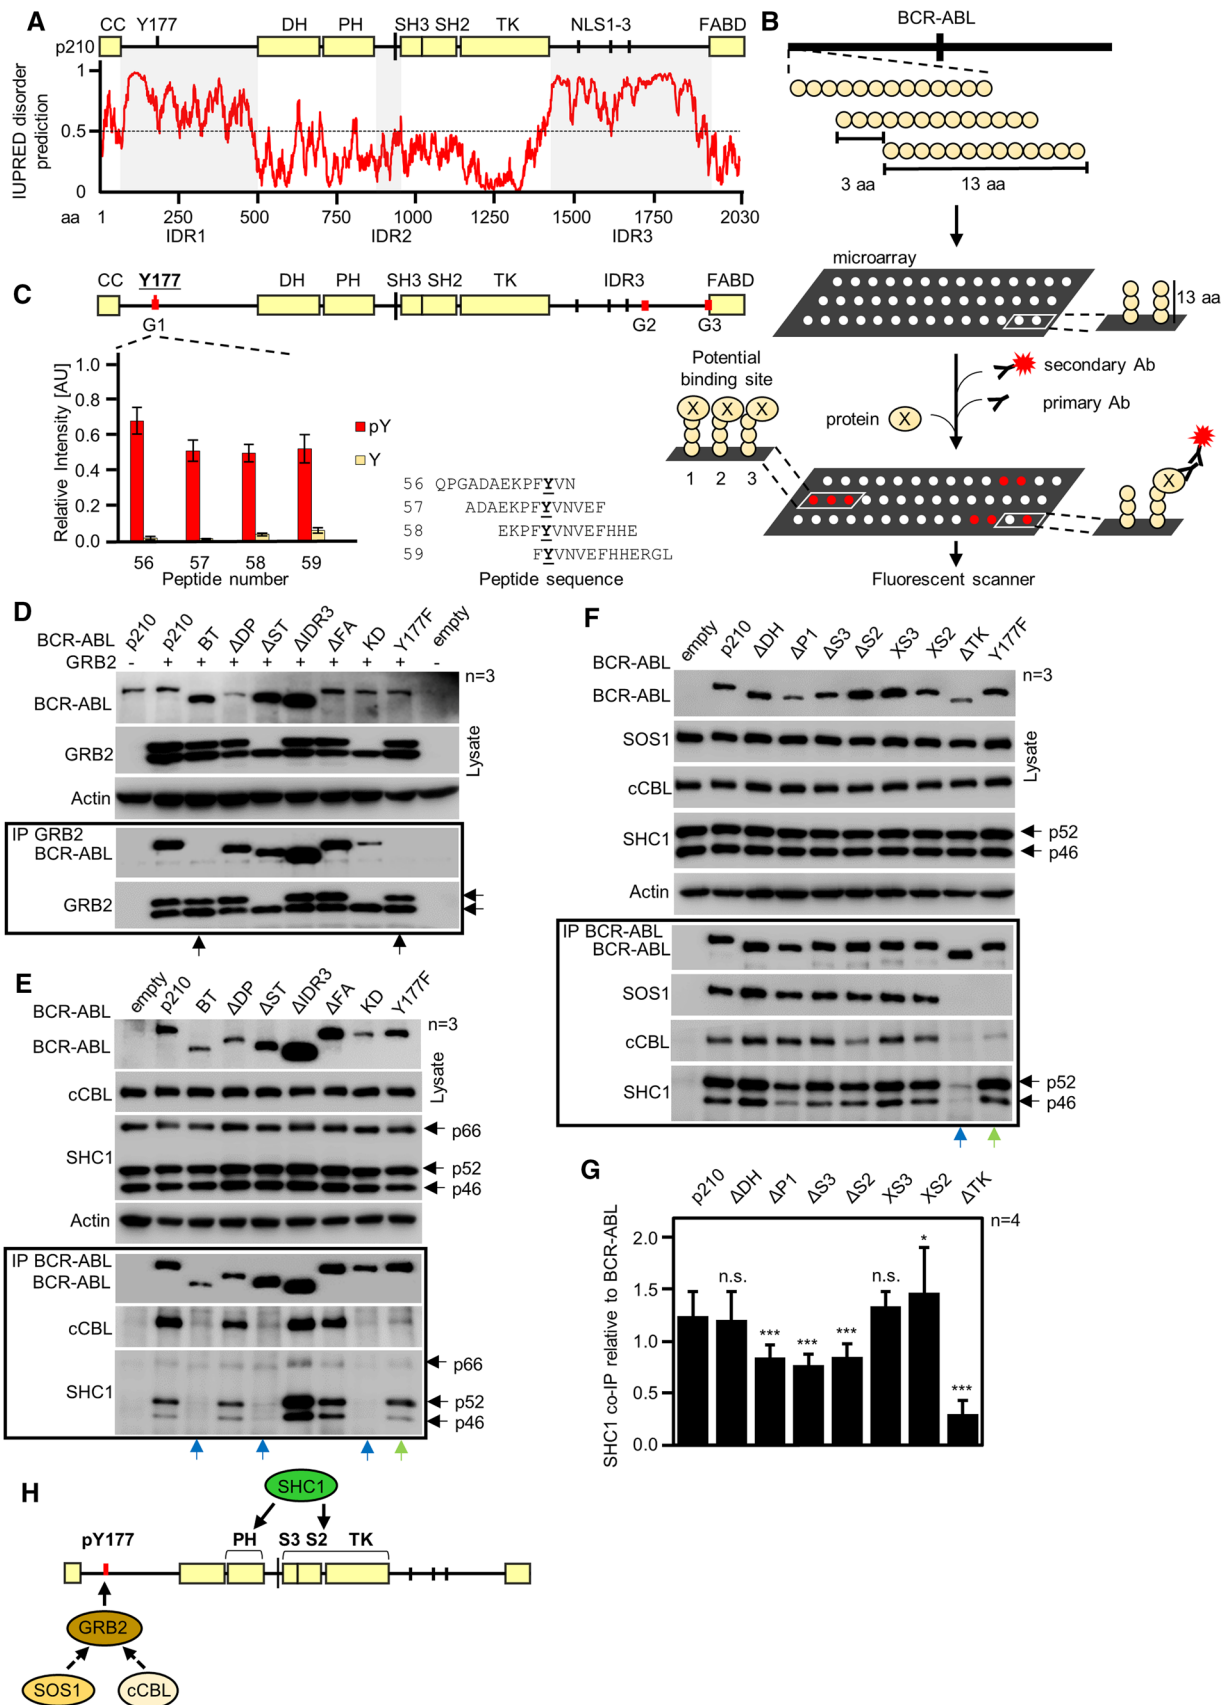 A
CC Y177 DH PH SH3 SH2 TK NLS1-3 FABD
p210
IUPRED disorder
prediction
1
0.5
0
aa 1 250 500 750 1000 1250 1500 1750 2030
IDR1 IDR2 IDR3
B
BCR-ABL
3 aa 13 aa
microarray
13 aa
secondary Ab
primary Ab
protein X
Potential
binding site
X X X
1 2 3
X
Fluorescent scanner
C
CC Y177 DH PH SH3 SH2 TK IDR3 FABD
G1 G2 G3
Relative Intensity [AU]
1.0
0.8
0.6
0.4
0.2
0.0
pY
Y
56 57 58 59
Peptide number
56 QPGADAEKPFYVN
57 ADAEKPFYVNVEF
58 EKPFYVNVEFHHE
59 FYVNVEFHHERGL
Peptide sequence
D
BCR-ABL p210 p210 BT ΔDP ΔST ΔIDR3 ΔFA KD Y177F empty
GRB2 - + + + + + + + + -
n=3
BCR-ABL
GRB2
Actin
Lysate
IP GRB2
BCR-ABL
GRB2
E
BCR-ABL empty p210 BT ΔDP ΔST ΔIDR3 ΔFA KD Y177F
n=3
BCR-ABL
cCBL
SHC1
p66
p52
p46
Actin
Lysate
IP BCR-ABL
BCR-ABL
cCBL
SHC1
p66
p52
p46
F
BCR-ABL empty p210 ΔDH ΔP1 ΔS3 ΔS2 XS3 XS2 ΔTK Y177F
n=3
BCR-ABL
SOS1
cCBL
SHC1
p52
p46
Actin
Lysate
IP BCR-ABL
BCR-ABL
SOS1
cCBL
SHC1
p52
p46
G
p210 ΔDH ΔP1 ΔS3 ΔS2 XS3 XS2 ΔTK
n=4
SHC1 co-IP relative to BCR-ABL
2.0
1.5
1.0
0.5
0.0
n.s. *** *** *** n.s. * ***
H
SHC1
pY177 PH S3 S2 TK
GRB2
SOS1 cCBL